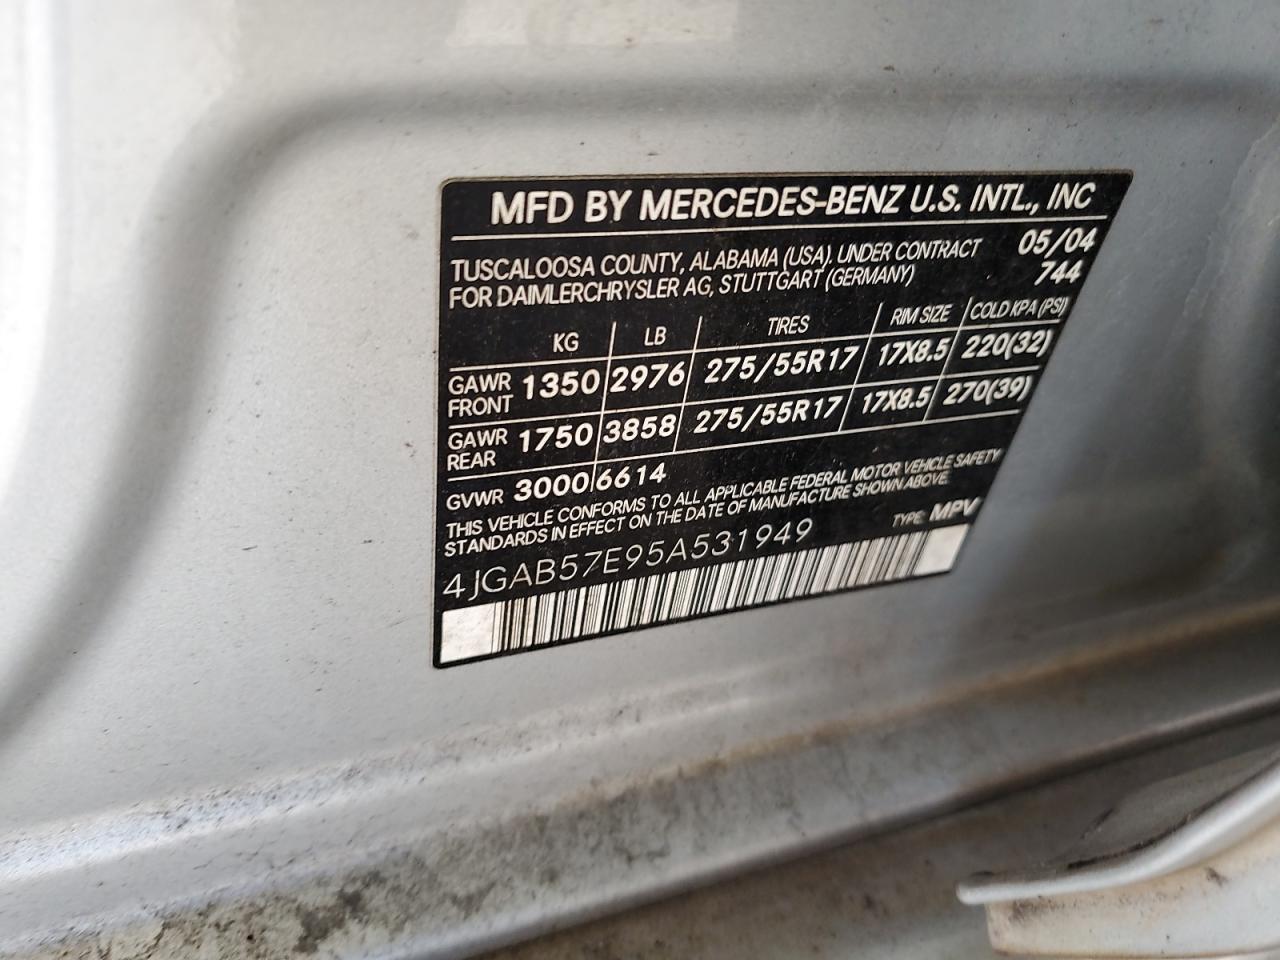 MFD BY MERCEDES-BENZ U.S. INTL., INC
TUSCALOOSA COUNTY, ALABAMA (USA). UNDER CONTRACT 05/04
FOR DAIMLERCHRYSLER AG, STUTTGART (GERMANY) 744
KG LB TIRES RIM SIZE COLD KPA (PSI)
GAWR FRONT 1350 2976 275/55R17 17X8.5 220(32)
GAWR REAR 1750 3858 275/55R17 17X8.5 270(39)
GVWR 3000 6614
THIS VEHICLE CONFORMS TO ALL APPLICABLE FEDERAL MOTOR VEHICLE SAFETY
STANDARDS IN EFFECT ON THE DATE OF MANUFACTURE SHOWN ABOVE.
4JGAB57E95A531949 TYPE: MPV